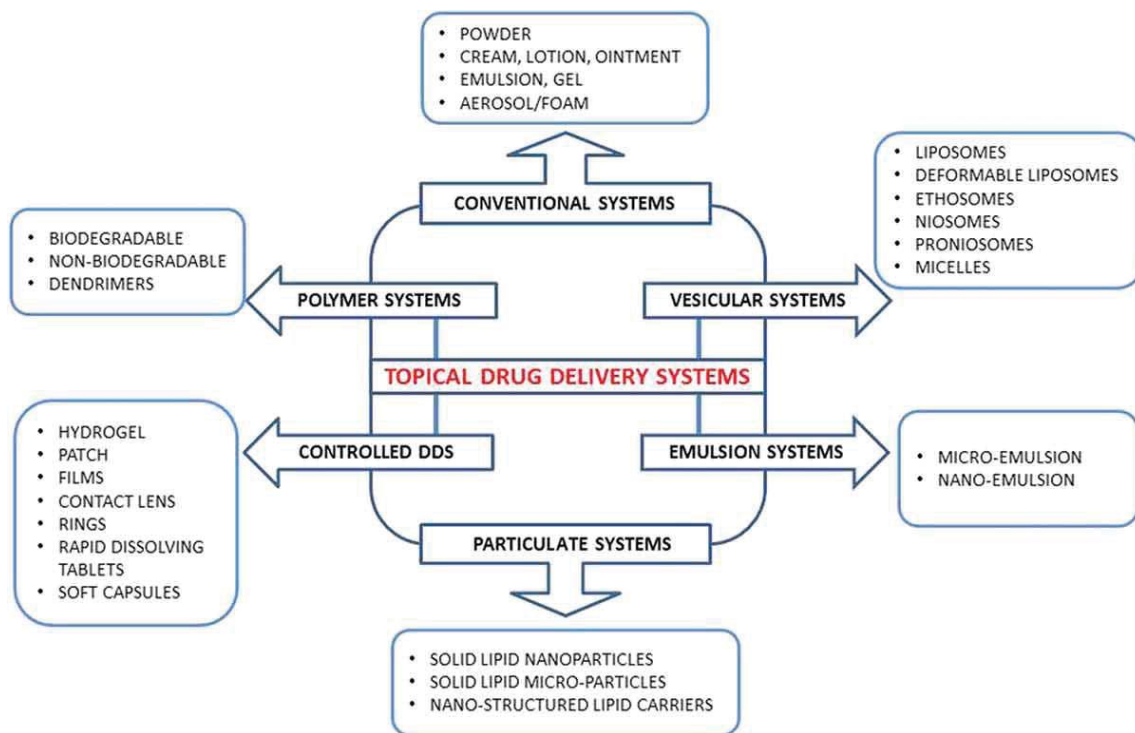 • POWDER
• CREAM, LOTION, OINTMENT
• EMULSION, GEL
• AEROSOL/FOAM
CONVENTIONAL SYSTEMS
• BIODEGRADABLE
• NON-BIODEGRADABLE
• DENDRIMERS
POLYMER SYSTEMS
VESICULAR SYSTEMS
• LIPOSOMES
• DEFORMABLE LIPOSOMES
• ETHOSOMES
• NIOSOMES
• PRONIOSOMES
• MICELLES
TOPICAL DRUG DELIVERY SYSTEMS
• HYDROGEL
• PATCH
• FILMS
• CONTACT LENS
• RINGS
• RAPID DISSOLVING
TABLETS
• SOFT CAPSULES
CONTROLLED DDS
EMULSION SYSTEMS
• MICRO-EMULSION
• NANO-EMULSION
PARTICULATE SYSTEMS
• SOLID LIPID NANOPARTICLES
• SOLID LIPID MICRO-PARTICLES
• NANO-STRUCTURED LIPID CARRIERS